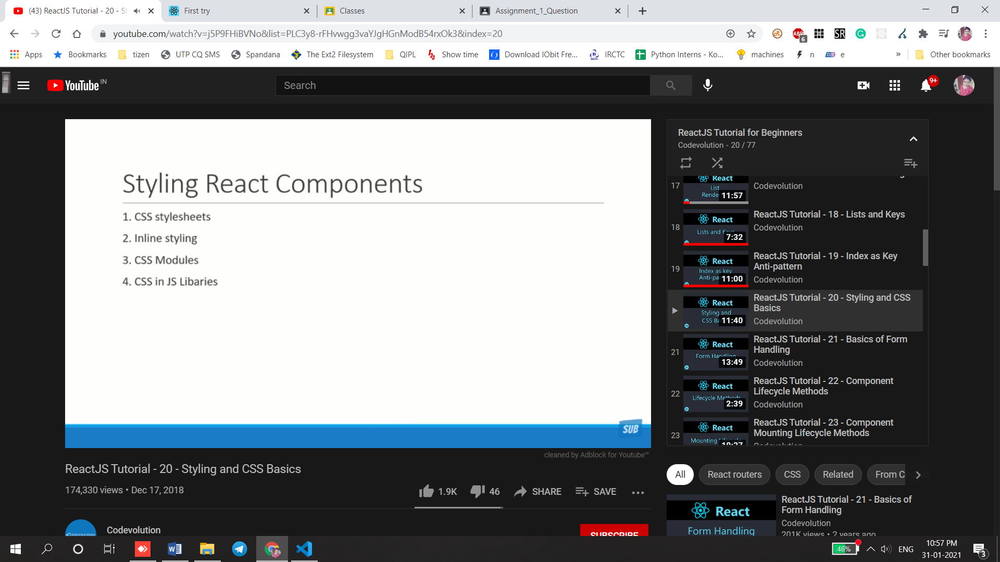 (43) ReactJS Tutorial - 20 - St
First try
Classes
Assignment_1_Question
youtube.com/watch?v=j5P9FHiBVNo&list=PLC3y8-rFHvwgg3vaYJgHGnModB54rxOk3&index=20
ABP
6
SR
Apps
Bookmarks
tizen
UTP CQ SMS
Spandana
The Ext2 Filesystem
QIPL
Show time
Download IObit Fre...
IRCTC
Python Interns - Ko...
machines
n
e
»
Other bookmarks
YouTube IN
Search
9+
Styling React Components
1. CSS stylesheets
2. Inline styling
3. CSS Modules
4. CSS in JS Libaries
SUB
cleaned by Adblock for Youtube™
ReactJS Tutorial - 20 - Styling and CSS Basics
174,330 views • Dec 17, 2018
1.9K
46
SHARE
SAVE
Codevolution
SUBSCRIBE
ReactJS Tutorial for Beginners
Codevolution - 20 / 77
17
React
List
Rende
11:57
Codevolution
18
React
Lists and Keys
7:32
ReactJS Tutorial - 18 - Lists and Keys
Codevolution
19
React
Index as key
Anti-pa
11:00
ReactJS Tutorial - 19 - Index as Key
Anti-pattern
Codevolution
React
Styling and
CSS Ba
11:40
ReactJS Tutorial - 20 - Styling and CSS
Basics
Codevolution
21
React
Form Handling
13:49
ReactJS Tutorial - 21 - Basics of Form
Handling
Codevolution
22
React
Lifecycle Methods
2:39
ReactJS Tutorial - 22 - Component
Lifecycle Methods
Codevolution
23
React
Mounting Lifecycle
10:37
ReactJS Tutorial - 23 - Component
Mounting Lifecycle Methods
Codevolution
All
React routers
CSS
Related
From C
React
Form Handling
ReactJS Tutorial - 21 - Basics of
Form Handling
Codevolution
201K views • 2 years ago
46%
ENG
10:57 PM
31-01-2021
3